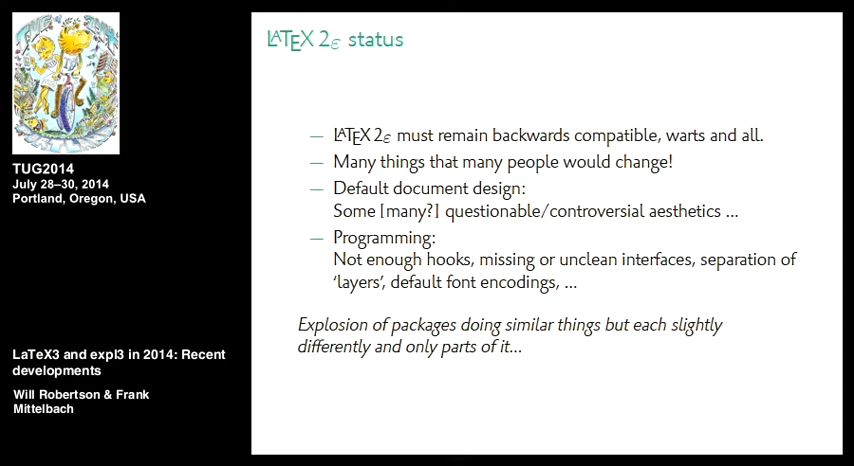 TUG2014
July 28–30, 2014
Portland, Oregon, USA
LaTeX3 and expl3 in 2014: Recent
developments
Will Robertson & Frank
Mittelbach
LATEX 2ε status
— LATEX 2ε must remain backwards compatible, warts and all.
— Many things that many people would change!
— Default document design:
Some [many?] questionable/controversial aesthetics ...
— Programming:
Not enough hooks, missing or unclean interfaces, separation of
‘layers’, default font encodings, ...
Explosion of packages doing similar things but each slightly
differently and only parts of it...